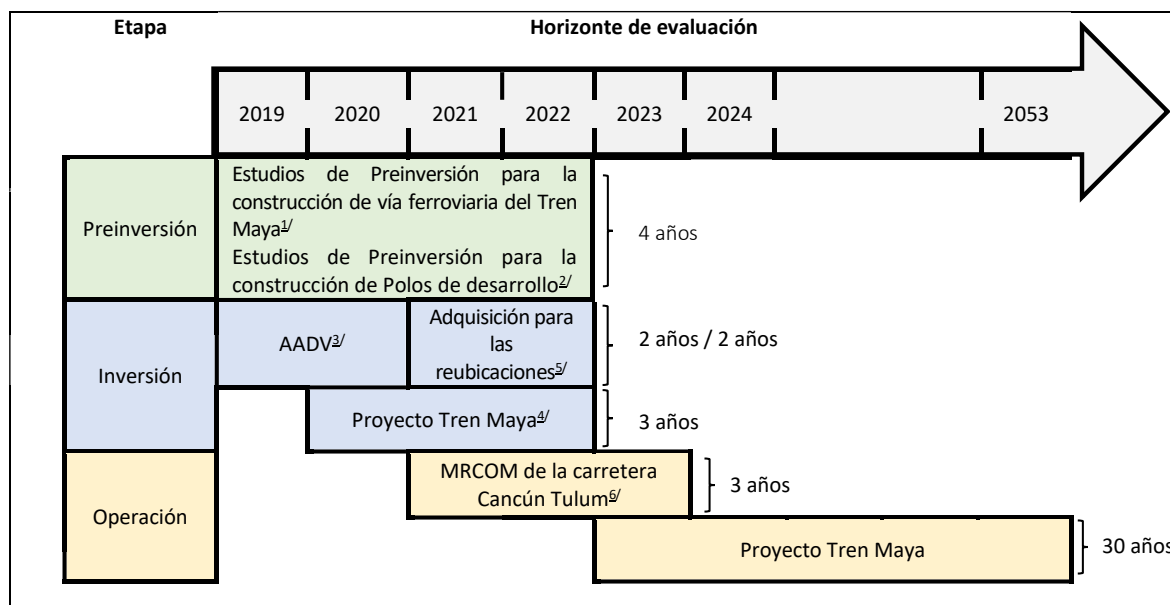 Etapa
Horizonte de evaluación
2019 2020 2021 2022 2023 2024 2053
Preinversión
Estudios de Preinversión para la
construcción de vía ferroviaria del Tren
Maya1/
Estudios de Preinversión para la
construcción de Polos de desarrollo2/
4 años
Inversión
AADV3/
Adquisición para
las
reubicaciones5/
2 años / 2 años
Proyecto Tren Maya4/
3 años
Operación
MRCOM de la carretera
Cancún Tulum6/
3 años
Proyecto Tren Maya
30 años